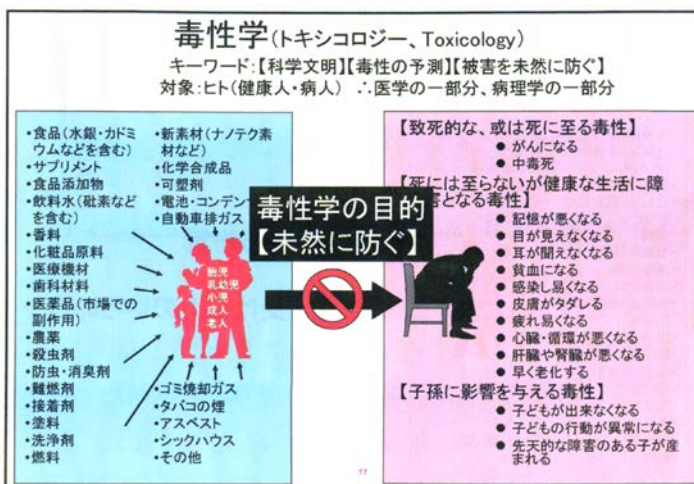 毒性学(トキシコロジー、Toxicology)
キーワード:【科学文明】【毒性の予測】【被害を未然に防ぐ】
対象:ヒト(健康人・病人) ∴医学の一部分、病理学の一部分
・食品(水銀・カドミ
ウムなどを含む)
・サプリメント
・食品添加物
・飲料水(砒素など
を含む)
・香料
・化粧品原料
・医療機材
・歯科材料
・医薬品(市場での
副作用)
・農薬
・殺虫剤
・防虫・消臭剤
・難燃剤
・接着剤
・塗料
・洗浄剤
・燃料
・新素材(ナノテク素
材など)
・化学合成品
・可塑剤
・電池・コンデン
・自動車排ガス
胎児
乳幼児
小児
成人
老人
・ゴミ焼却ガス
・タバコの煙
・アスベスト
・シックハウス
・その他
毒性学の目的
【未然に防ぐ】
【致死的な、或は死に至る毒性】
● がんになる
● 中毒死
【死には至らないが健康な生活に障
害となる毒性】
● 記憶が悪くなる
● 目が見えなくなる
● 耳が聞えなくなる
● 貧血になる
● 感染し易くなる
● 皮膚がタダレる
● 疲れ易くなる
● 心臓・循環が悪くなる
● 肝臓や腎臓が悪くなる
● 早く老化する
【子孫に影響を与える毒性】
● 子どもが出来なくなる
● 子どもの行動が異常になる
● 先天的な障害のある子が産
まれる
11